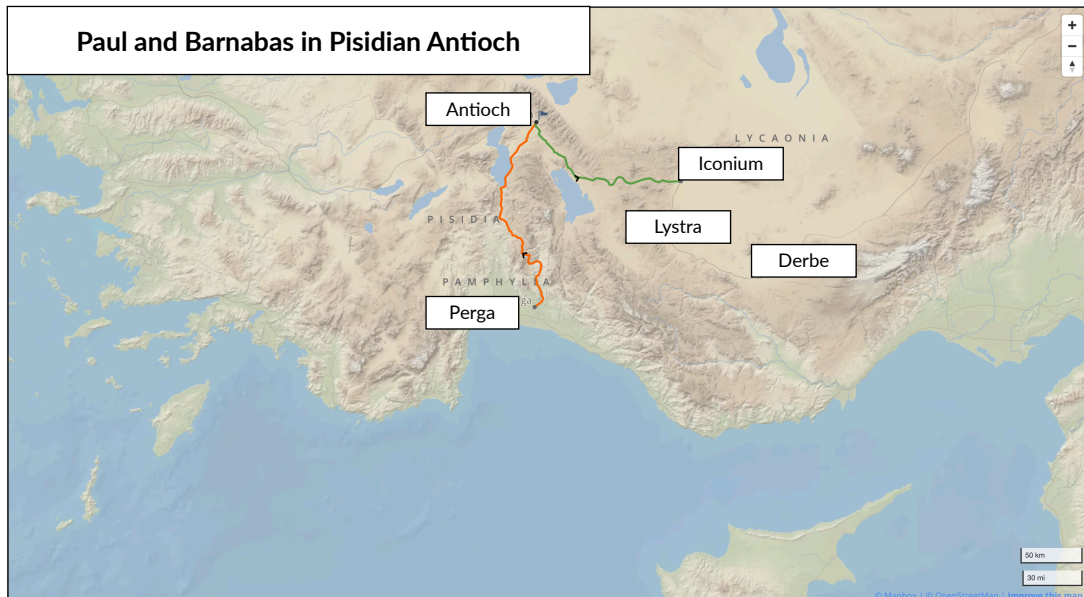 Paul and Barnabas in Pisidian Antioch
+
−
Antioch
LYCAONIA
Iconium
PISIDIA
Lystra
Derbe
PAMPHYLIA
ga
Perga
50 km
30 mi
© Mapbox | © OpenStreetMap | Improve this map